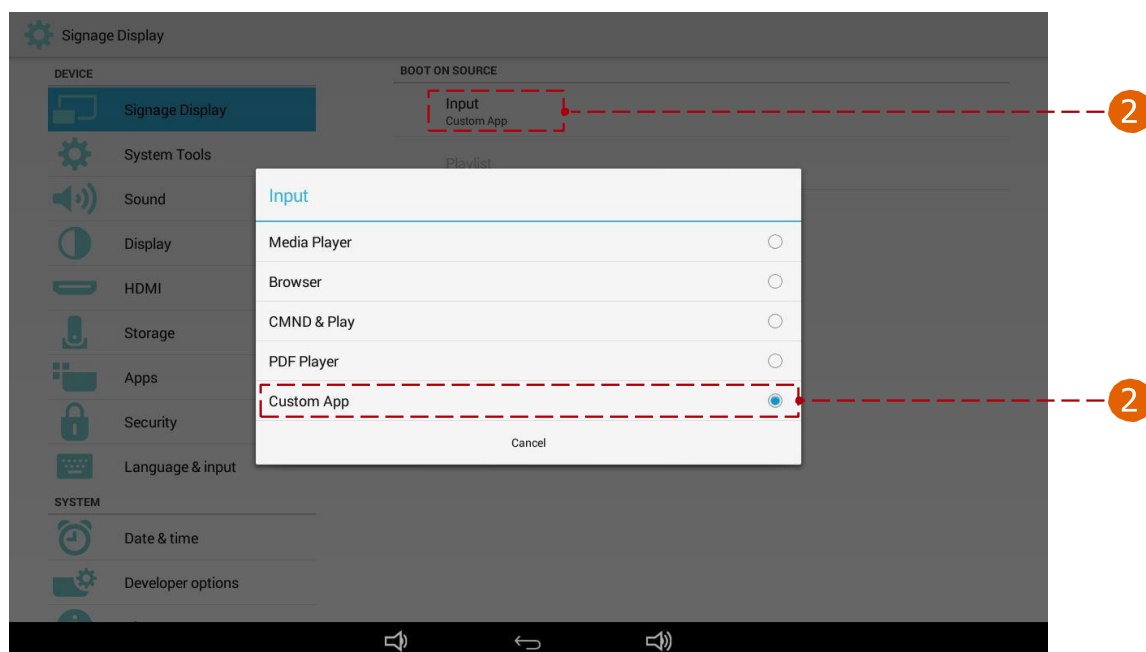 Signage Display
DEVICE
Signage Display
System Tools
Sound
Display
HDMI
Storage
Apps
Security
Language & input
SYSTEM
Date & time
Developer options
BOOT ON SOURCE
Input
Custom App
2
Playlist
Input
Media Player
Browser
CMND & Play
PDF Player
Custom App
2
Cancel